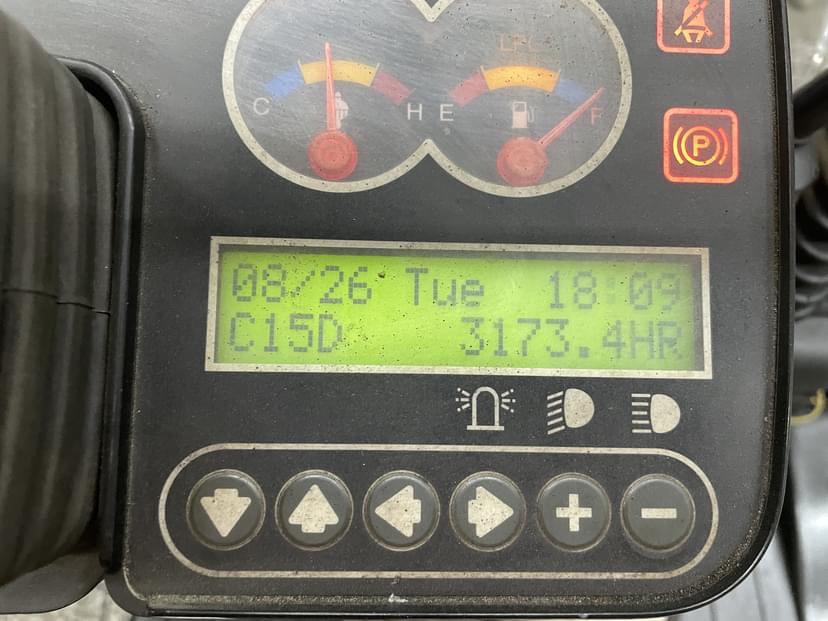 LPG
C H E F
P
08/26 Tue 18:09
C15D 3173.4HR